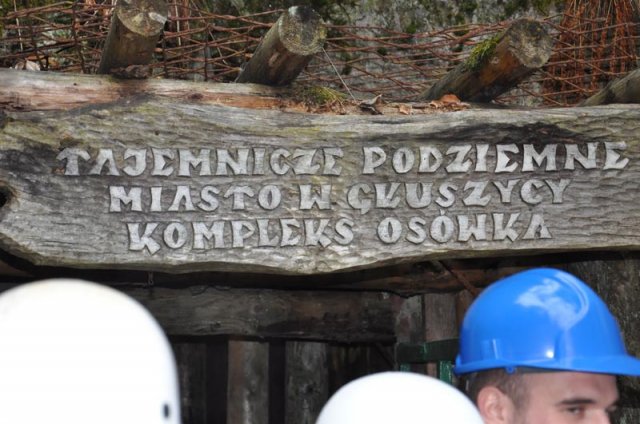 TAJEMNICZE PODZIEMNE
MIASTO W GŁUSZYCY
KOMPLEKS OSÓWKA